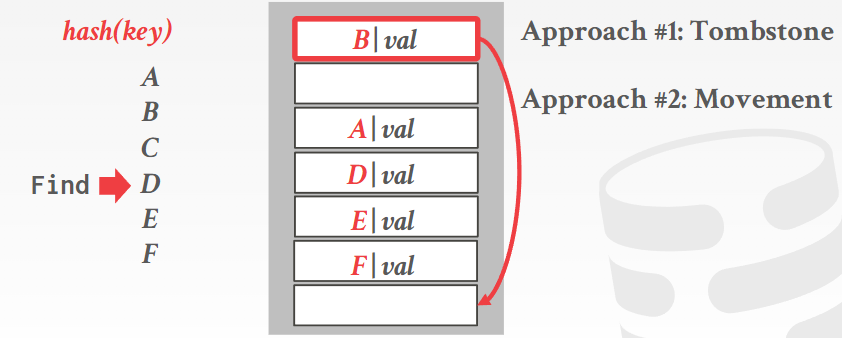 hash(key)
A
B
C
Find D
E
F
B|val
A|val
D|val
E|val
F|val
Approach #1: Tombstone
Approach #2: Movement